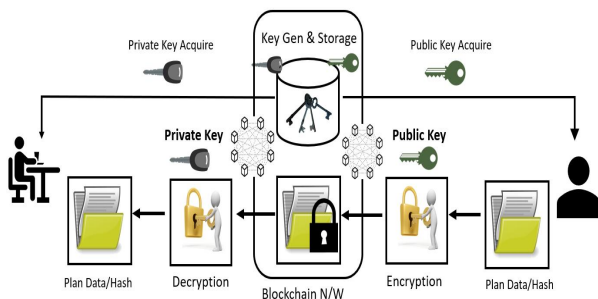 Key Gen & Storage
Private Key Acquire
Public Key Acquire
Private Key
Public Key
Plan Data/Hash
Decryption
Blockchain N/W
Encryption
Plan Data/Hash